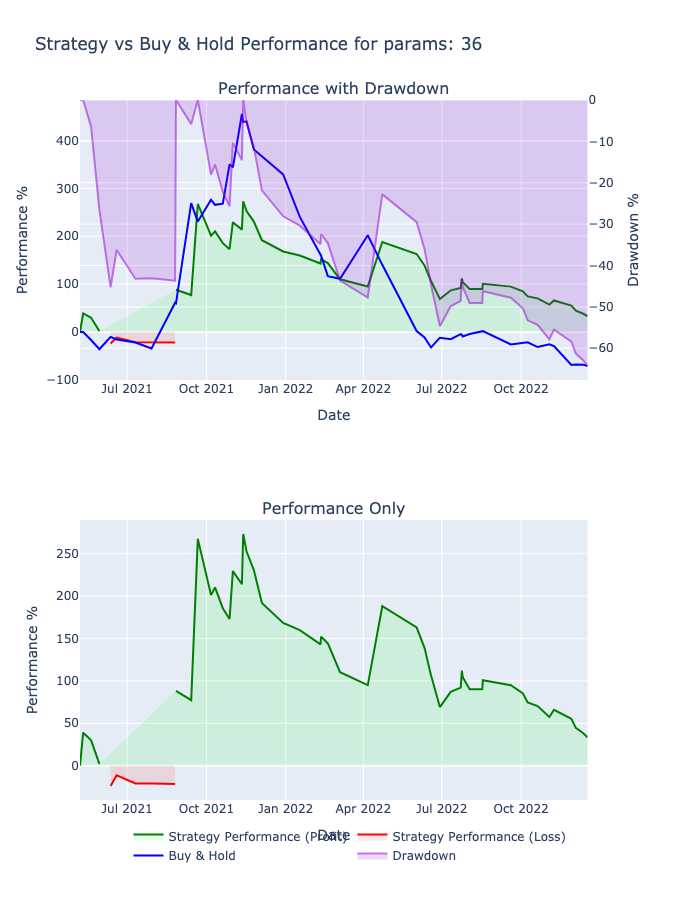 Strategy vs Buy & Hold Performance for params: 36
Performance with Drawdown
Performance %
400
300
200
100
0
−100
0
−10
−20
−30
−40
−50
−60
Drawdown %
Jul 2021
Oct 2021
Jan 2022
Apr 2022
Jul 2022
Oct 2022
Date
Performance Only
Performance %
250
200
150
100
50
0
Jul 2021
Oct 2021
Jan 2022
Apr 2022
Jul 2022
Oct 2022
Date
Strategy Performance (Profit)
Strategy Performance (Loss)
Buy & Hold
Drawdown